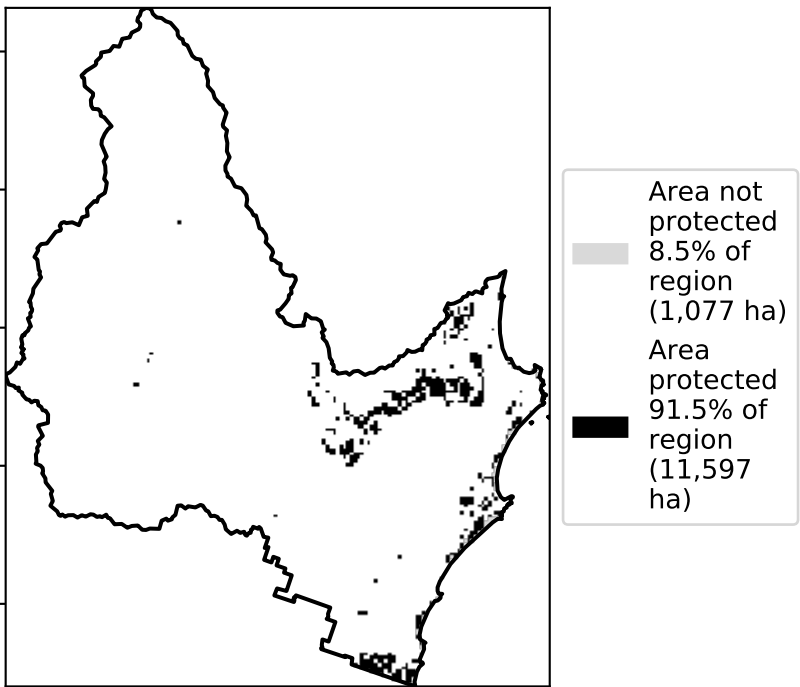 Area not
protected
8.5% of
region
(1,077 ha)
Area
protected
91.5% of
region
(11,597
ha)